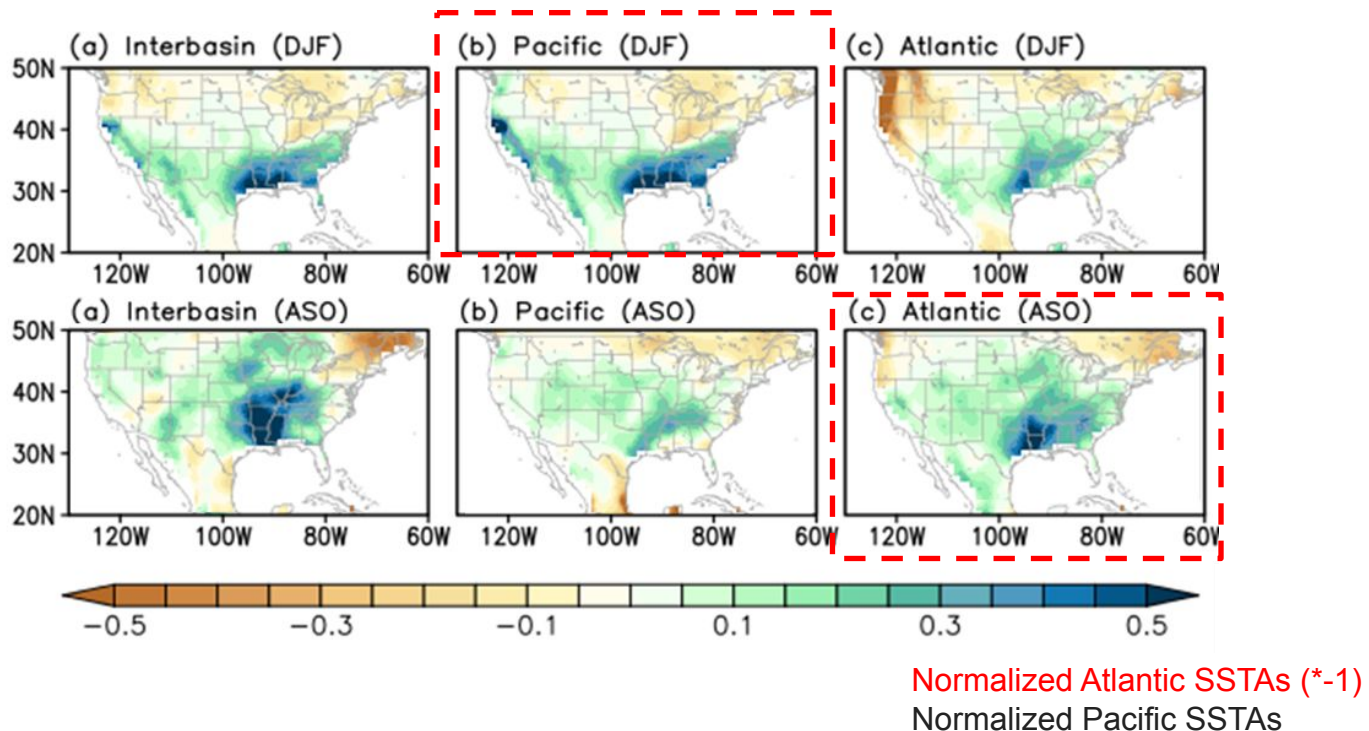 (a) Interbasin (DJF)
(b) Pacific (DJF)
(c) Atlantic (DJF)
50N
40N
30N
20N
120W 100W 80W 60W
120W 100W 80W 60W
120W 100W 80W 60W
(a) Interbasin (ASO)
(b) Pacific (ASO)
(c) Atlantic (ASO)
50N
40N
30N
20N
120W 100W 80W 60W
120W 100W 80W 60W
120W 100W 80W 60W
−0.5 −0.3 −0.1 0.1 0.3 0.5
Normalized Atlantic SSTAs (*-1)
Normalized Pacific SSTAs